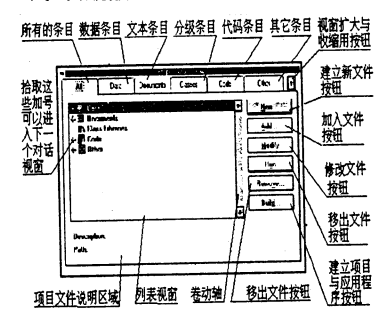 所有的条目 数据条目 文本条目 分级条目 代码条目 其它条目
视窗扩大与
收缩用按钮
All Data Documents Classes Code Other
拾取这
些加号
可以进
入下一
个对话
视窗
Documents
Class Libraries
Code
Other
New
Add
Modify
Remove...
Build
建立新文件
按钮
加入文件
按钮
修改文件
按钮
移出文件
按钮
建立项目
与应用程
序按钮
Description:
Path:
项目文件说明区域 列表视窗 卷动轴 移出文件按钮